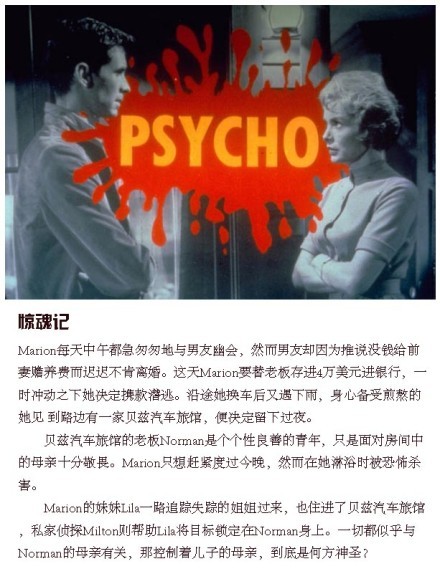 PSYCHO
惊魂记
Marion每天中午都急匆匆地与男友幽会，然而男友却因为推说没钱给前
妻赡养费而迟迟不肯离婚。这天Marion要替老板存进4万美元进银行，一
时冲动之下她决定携款潜逃。沿途她换车后又遇下雨，身心备受煎熬的
她见 到路边有一家贝兹汽车旅馆，便决定留下过夜。
贝兹汽车旅馆的老板Norman是个个性良善的青年，只是面对房间中
的母亲十分敬畏。Marion只想赶紧度过今晚，然而在她淋浴时被恐怖杀
害。
Marion的妹妹Lila一路追踪失踪的姐姐过来，也住进了贝兹汽车旅馆
，私家侦探Milton则帮助Lila将目标锁定在Norman身上。一切都似乎与
Norman的母亲有关，那控制着儿子的母亲，到底是何方神圣？